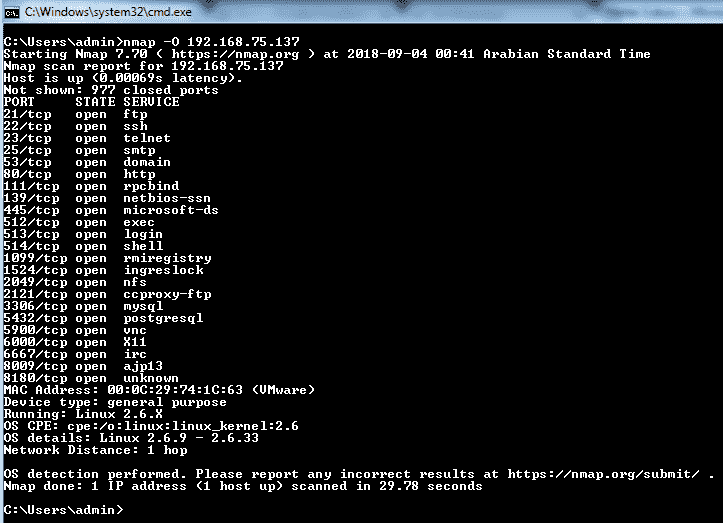 C:\Windows\system32\cmd.exe
C:\Users\admin>nmap -O 192.168.75.137
Starting Nmap 7.70 ( https://nmap.org ) at 2018-09-04 00:41 Arabian Standard Time
Nmap scan report for 192.168.75.137
Host is up (0.00069s latency).
Not shown: 977 closed ports
PORT     STATE SERVICE
21/tcp   open  ftp
22/tcp   open  ssh
23/tcp   open  telnet
25/tcp   open  smtp
53/tcp   open  domain
80/tcp   open  http
111/tcp  open  rpcbind
139/tcp  open  netbios-ssn
445/tcp  open  microsoft-ds
512/tcp  open  exec
513/tcp  open  login
514/tcp  open  shell
1099/tcp open  rmiregistry
1524/tcp open  ingreslock
2049/tcp open  nfs
2121/tcp open  ccproxy-ftp
3306/tcp open  mysql
5432/tcp open  postgresql
5900/tcp open  vnc
6000/tcp open  X11
6667/tcp open  irc
8009/tcp open  ajp13
8180/tcp open  unknown
MAC Address: 00:0C:29:74:1C:63 (VMware)
Device type: general purpose
Running: Linux 2.6.X
OS CPE: cpe:/o:linux:linux_kernel:2.6
OS details: Linux 2.6.9 - 2.6.33
Network Distance: 1 hop
OS detection performed. Please report any incorrect results at https://nmap.org/submit/ .
Nmap done: 1 IP address (1 host up) scanned in 29.78 seconds
C:\Users\admin>